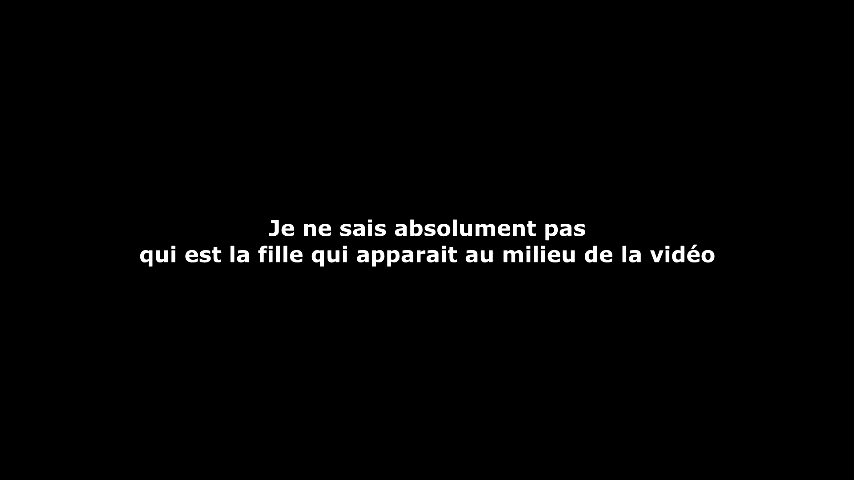 Je ne sais absolument pas
qui est la fille qui apparait au milieu de la vidéo